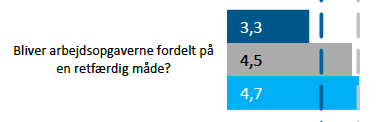 3,3
Bliver arbejdsopgaverne fordelt på
4,5
en retfærdig måde?
4,7